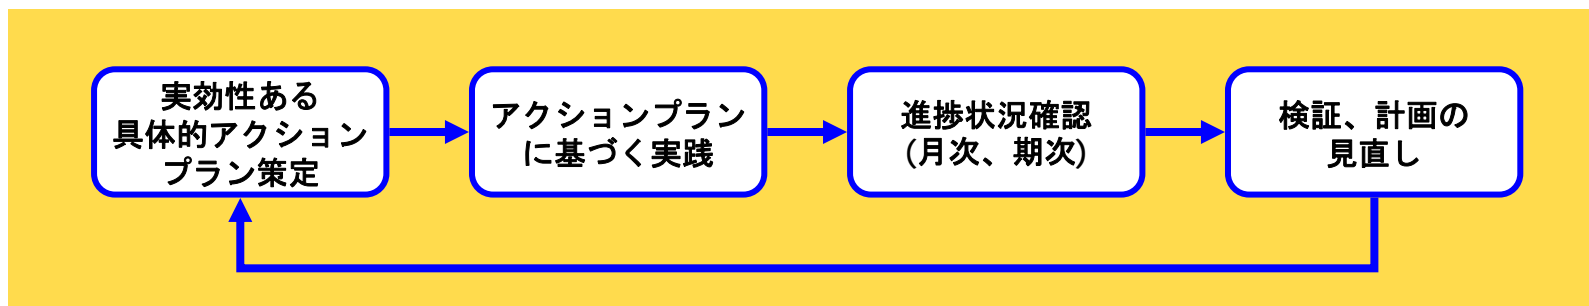 実効性ある
具体的アクション
プラン策定
アクションプラン
に基づく実践
進捗状況確認
(月次、期次)
検証、計画の
見直し